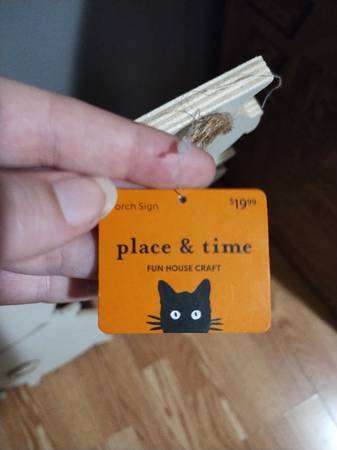 orch Sign
$19.99
place & time
FUN HOUSE CRAFT